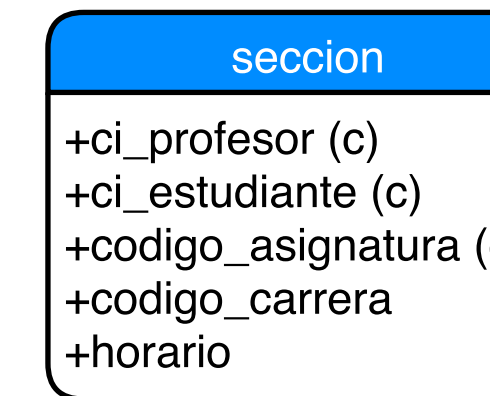 seccion
+ci_profesor (c)
+ci_estudiante (c)
+codigo_asignatura (
+codigo_carrera
+horario